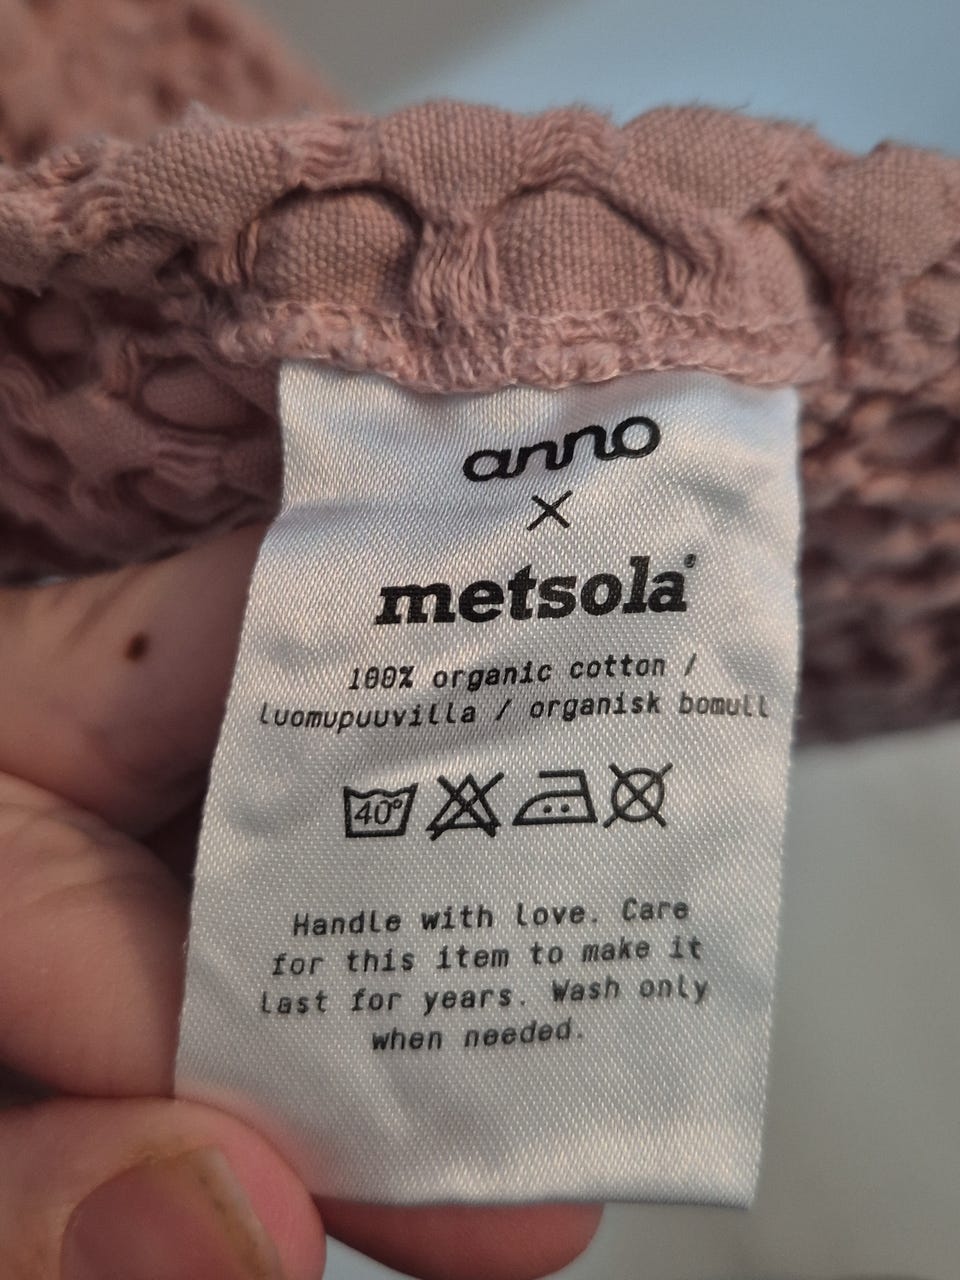 anno
×
metsola®
100% organic cotton /
luomupuuvilla / organisk bomull
40°
Handle with love. Care
for this item to make it
last for years. Wash only
when needed.